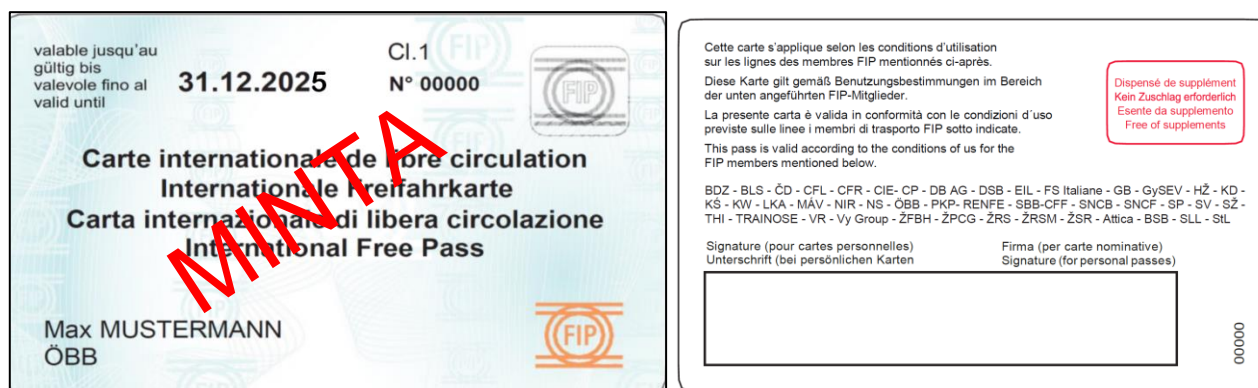 valable jusqu'au
gültig bis
valevole fino al
valid until
31.12.2025
Cl.1
N° 00000
FIP
Carte internationale de libre circulation
Internationale Freifahrkarte
Carta internazionale di libera circolazione
International Free Pass
MINTA
Max MUSTERMANN
ÖBB
FIP
Cette carte s'applique selon les conditions d'utilisation
sur les lignes des membres FIP mentionnés ci-après.
Diese Karte gilt gemäß Benutzungsbestimmungen im Bereich
der unten angeführten FIP-Mitglieder.
La presente carta è valida in conformità con le condizioni d´uso
previste sulle linee i membri di trasporto FIP sotto indicate.
This pass is valid according to the conditions of us for the
FIP members mentioned below.
Dispensé de supplément
Kein Zuschlag erforderlich
Esente da supplemento
Free of supplements
BDZ - BLS - ČD - CFL - CFR - CIE- CP - DB AG - DSB - EIL - FS Italiane - GB - GySEV - HŽ - KD -
KŚ - KW - LKA - MÁV - NIR - NS - ÖBB - PKP- RENFE - SBB-CFF - SNCB - SNCF - SP - SV - SŽ -
THI - TRAINOSE - VR - Vy Group - ŽFBH - ŽPCG - ŽRS - ŽRSM - ŽSR - Attica - BSB - SLL - StL
Signature (pour cartes personnelles)
Unterschrift (bei persönlichen Karten
Firma (per carte nominative)
Signature (for personal passes)
00000